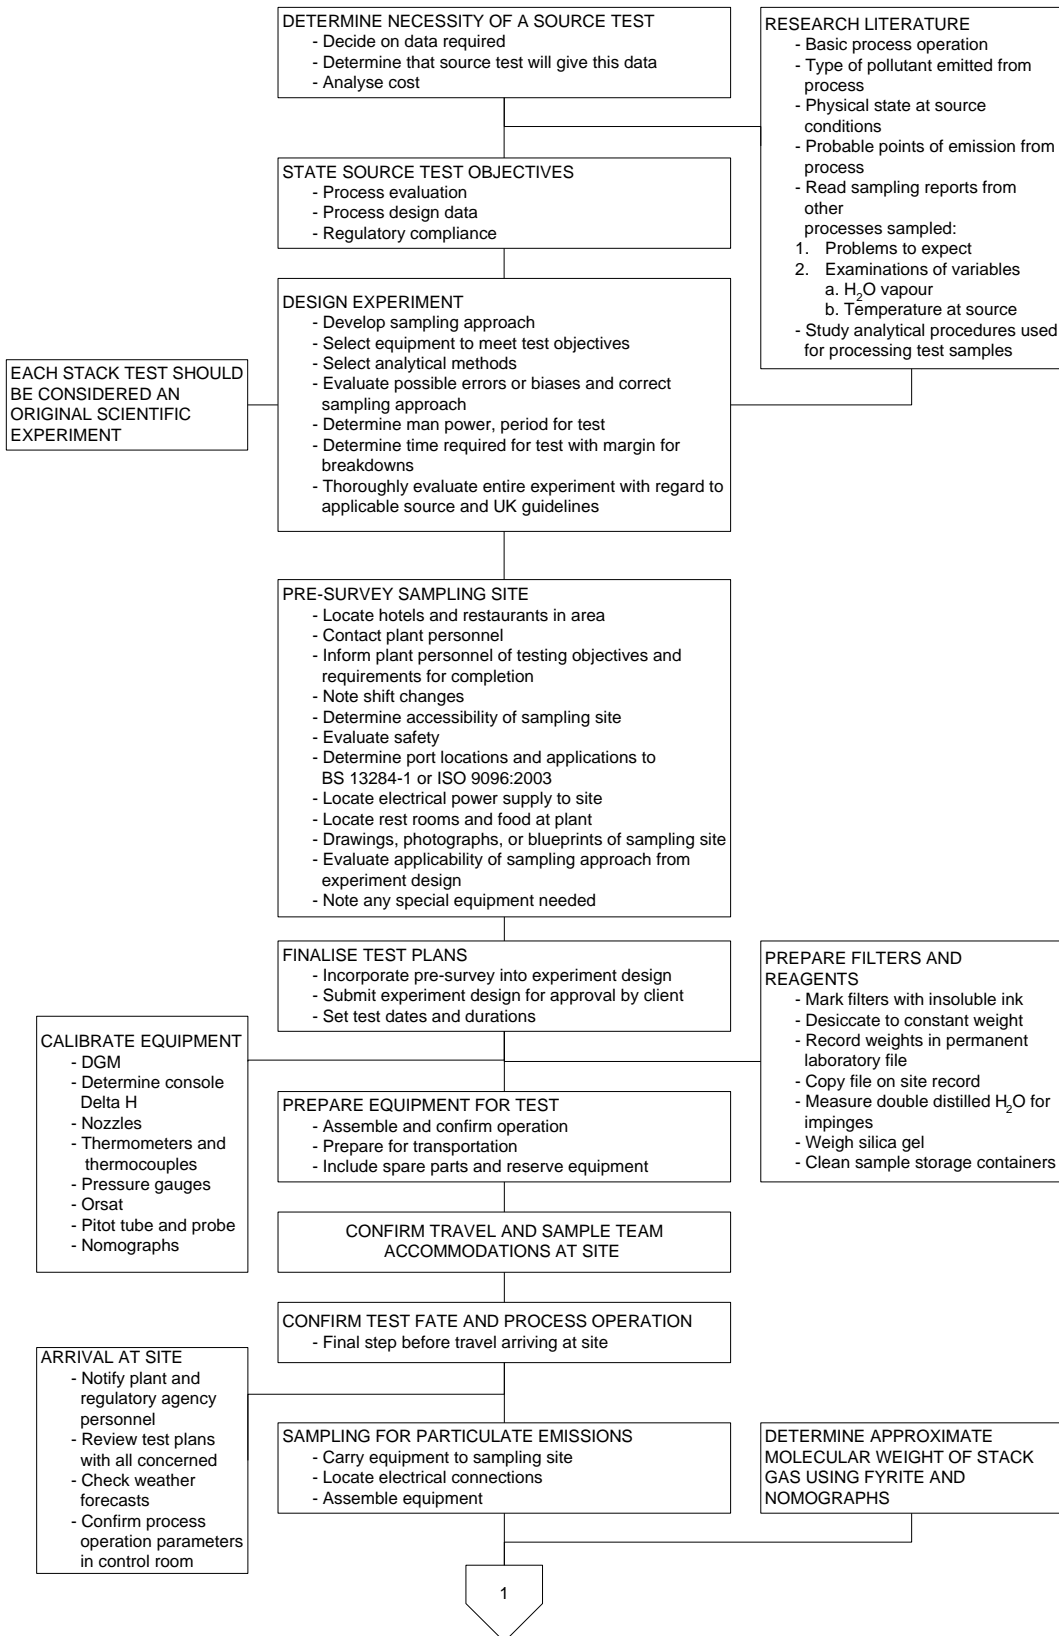 DETERMINE NECESSITY OF A SOURCE TEST
- Decide on data required
- Determine that source test will give this data
- Analyse cost
RESEARCH LITERATURE
- Basic process operation
- Type of pollutant emitted from
process
- Physical state at source
conditions
- Probable points of emission from
process
- Read sampling reports from
other
processes sampled:
1. Problems to expect
2. Examinations of variables
a. H₂O vapour
b. Temperature at source
- Study analytical procedures used
for processing test samples
STATE SOURCE TEST OBJECTIVES
- Process evaluation
- Process design data
- Regulatory compliance
DESIGN EXPERIMENT
- Develop sampling approach
- Select equipment to meet test objectives
- Select analytical methods
- Evaluate possible errors or biases and correct
sampling approach
- Determine man power, period for test
- Determine time required for test with margin for
breakdowns
- Thoroughly evaluate entire experiment with regard to
applicable source and UK guidelines
EACH STACK TEST SHOULD
BE CONSIDERED AN
ORIGINAL SCIENTIFIC
EXPERIMENT
PRE-SURVEY SAMPLING SITE
- Locate hotels and restaurants in area
- Contact plant personnel
- Inform plant personnel of testing objectives and
requirements for completion
- Note shift changes
- Determine accessibility of sampling site
- Evaluate safety
- Determine port locations and applications to
BS 13284-1 or ISO 9096:2003
- Locate electrical power supply to site
- Locate rest rooms and food at plant
- Drawings, photographs, or blueprints of sampling site
- Evaluate applicability of sampling approach from
experiment design
- Note any special equipment needed
FINALISE TEST PLANS
- Incorporate pre-survey into experiment design
- Submit experiment design for approval by client
- Set test dates and durations
PREPARE FILTERS AND
REAGENTS
- Mark filters with insoluble ink
- Desiccate to constant weight
- Record weights in permanent
laboratory file
- Copy file on site record
- Measure double distilled H₂O for
impinges
- Weigh silica gel
- Clean sample storage containers
CALIBRATE EQUIPMENT
- DGM
- Determine console
Delta H
- Nozzles
- Thermometers and
thermocouples
- Pressure gauges
- Orsat
- Pitot tube and probe
- Nomographs
PREPARE EQUIPMENT FOR TEST
- Assemble and confirm operation
- Prepare for transportation
- Include spare parts and reserve equipment
CONFIRM TRAVEL AND SAMPLE TEAM
ACCOMMODATIONS AT SITE
CONFIRM TEST FATE AND PROCESS OPERATION
- Final step before travel arriving at site
ARRIVAL AT SITE
- Notify plant and
regulatory agency
personnel
- Review test plans
with all concerned
- Check weather
forecasts
- Confirm process
operation parameters
in control room
SAMPLING FOR PARTICULATE EMISSIONS
- Carry equipment to sampling site
- Locate electrical connections
- Assemble equipment
DETERMINE APPROXIMATE
MOLECULAR WEIGHT OF STACK
GAS USING FYRITE AND
NOMOGRAPHS
1